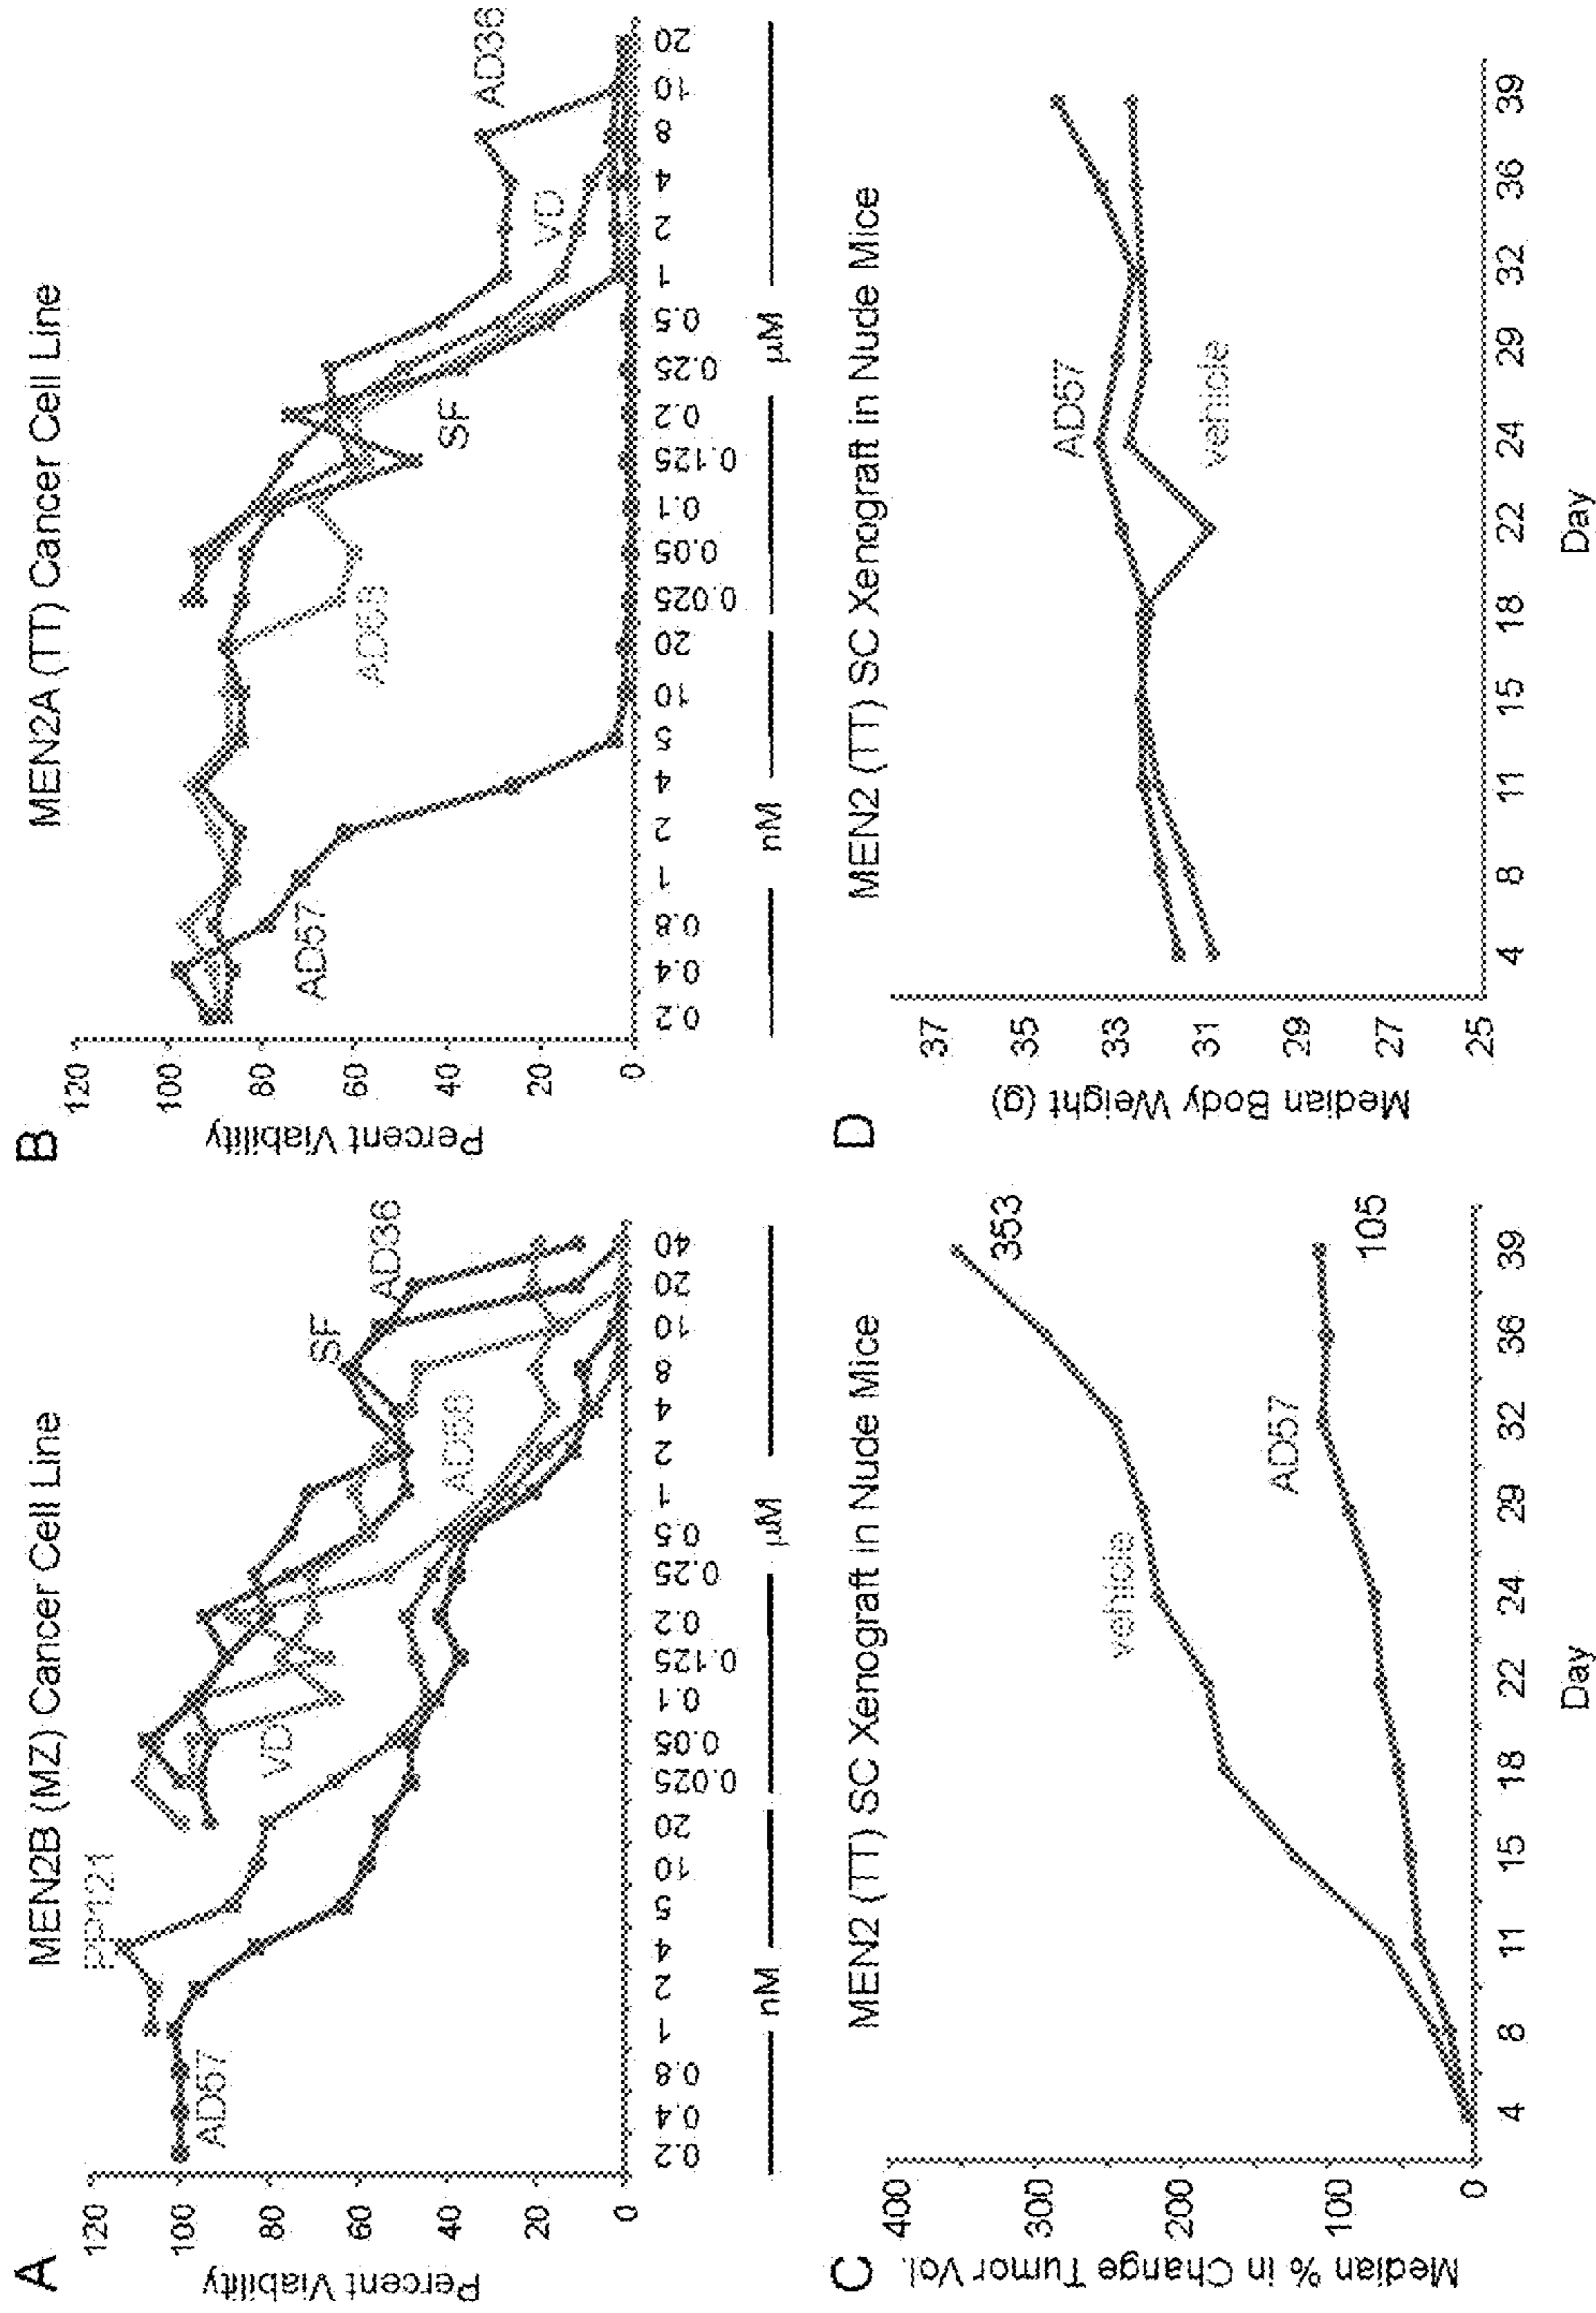 A
MEN2B (MZ) Cancer Cell Line
Percent Viability
120
100
80
60
40
20
0
PP121
AD57
VD
SF
AD36
AD58
0.2 0.4 0.8 1 2 4 5 10 20 0.025 0.05 0.1 0.125 0.2 0.25 0.5 1 2 4 8 10 20 40
nM μM
B
MEN2A (TT) Cancer Cell Line
Percent Viability
120
100
80
60
40
20
0
AD57
AD58
SF
VD
AD36
0.2 0.4 0.8 1 2 4 5 10 20 0.025 0.05 0.1 0.125 0.2 0.25 0.5 1 2 4 8 10 20
nM μM
C
MEN2 (TT) SC Xenograft in Nude Mice
Median % in Change Tumor Vol.
400
300
200
100
0
vehicle
353
AD57
105
4 8 11 15 18 22 24 29 32 36 39
Day
D
MEN2 (TT) SC Xenograft in Nude Mice
Median Body Weight (g)
37
35
33
31
29
27
25
AD57
vehicle
4 8 11 15 18 22 24 29 32 36 39
Day